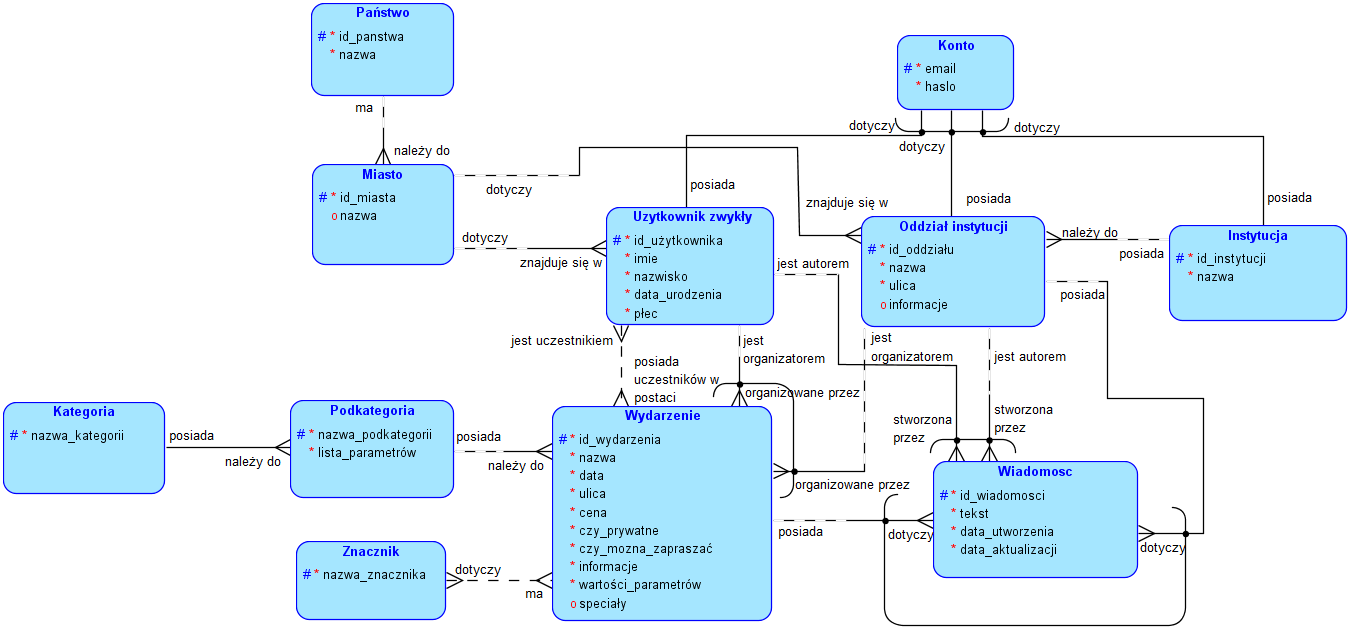 Państwo
# * id_panstwa
* nazwa
ma
należy do
Miasto
# * id_miasta
o nazwa
dotyczy
dotyczy
znajduje się w
znajduje się w
Konto
# * email
* haslo
dotyczy
dotyczy
dotyczy
posiada
posiada
posiada
Uzytkownik zwykły
# * id_użytkownika
* imie
* nazwisko
* data_urodzenia
* płec
Oddział instytucji
# * id_oddziału
* nazwa
* ulica
o informacje
należy do
posiada
Instytucja
# * id_instytucji
* nazwa
jest autorem
posiada
jest uczestnikiem
posiada
uczestników w
postaci
jest
organizatorem
organizowane przez
jest
organizatorem
organizowane przez
jest autorem
stworzona
przez
stworzona
przez
Kategoria
# * nazwa_kategorii
posiada
należy do
Podkategoria
# * nazwa_podkategorii
* lista_parametrów
posiada
należy do
Wydarzenie
# * id_wydarzenia
* nazwa
* data
* ulica
* cena
* czy_prywatne
* czy_mozna_zapraszać
* informacje
* wartości_parametrów
o speciały
Znacznik
# * nazwa_znacznika
dotyczy
ma
posiada
dotyczy
Wiadomosc
# * id_wiadomosci
* tekst
* data_utworzenia
* data_aktualizacji
dotyczy